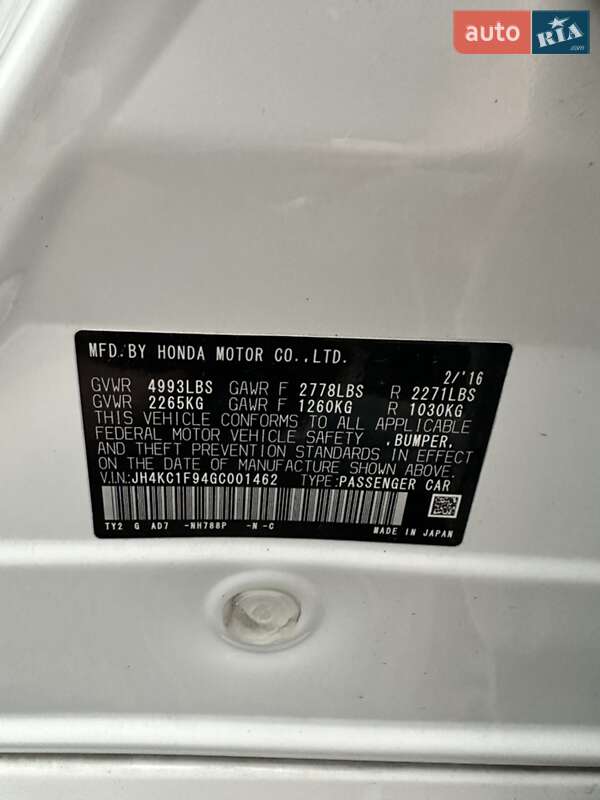 auto RIA .com
MFD. BY HONDA MOTOR CO.,LTD.
2/'16
GVWR 4993LBS GAWR F 2778LBS R 2271LBS
GVWR 2265KG GAWR F 1260KG R 1030KG
THIS VEHICLE CONFORMS TO ALL APPLICABLE
FEDERAL MOTOR VEHICLE SAFETY ,BUMPER,
AND THEFT PREVENTION STANDARDS IN EFFECT
ON THE DATE OF MANUFACTURE SHOWN ABOVE.
V.I.N.:JH4KC1F94GC001462 TYPE:PASSENGER CAR
TY2 G AD7 -NH788P -N -C MADE IN JAPAN